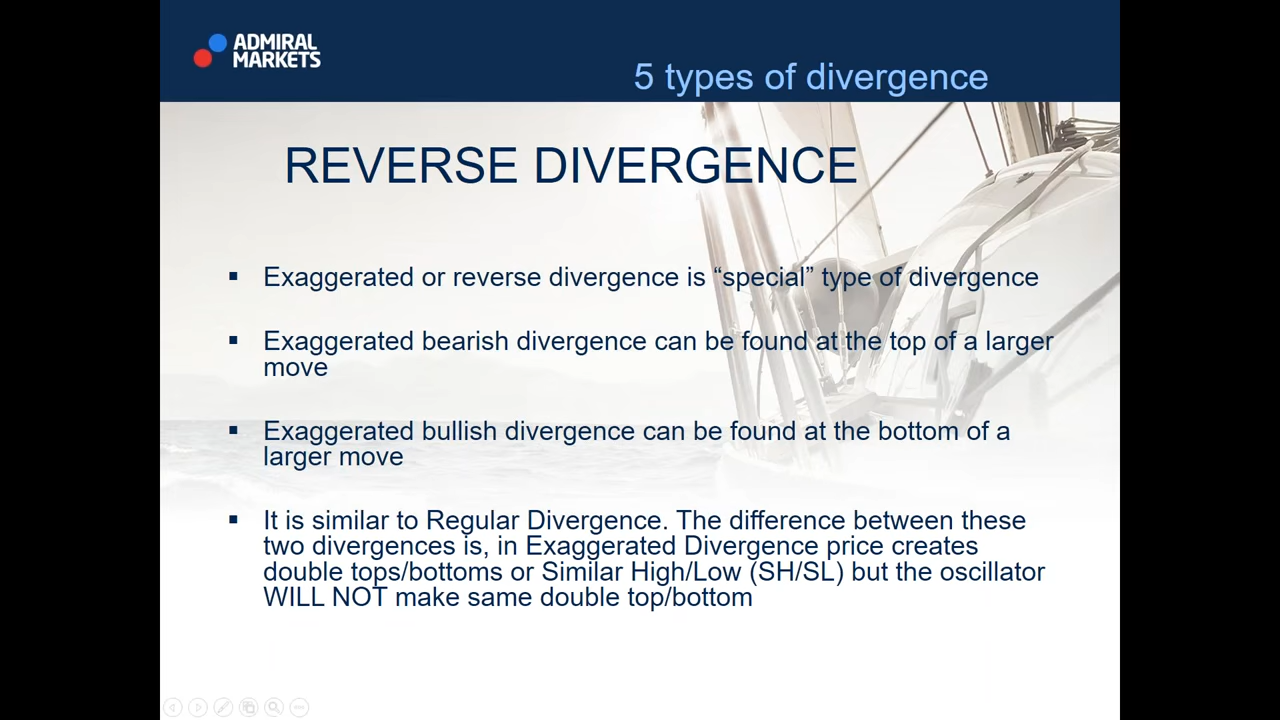 ADMIRAL
MARKETS
5 types of divergence
REVERSE DIVERGENCE
▪ Exaggerated or reverse divergence is “special” type of divergence
▪ Exaggerated bearish divergence can be found at the top of a larger
move
▪ Exaggerated bullish divergence can be found at the bottom of a
larger move
▪ It is similar to Regular Divergence. The difference between these
two divergences is, in Exaggerated Divergence price creates
double tops/bottoms or Similar High/Low (SH/SL) but the oscillator
WILL NOT make same double top/bottom